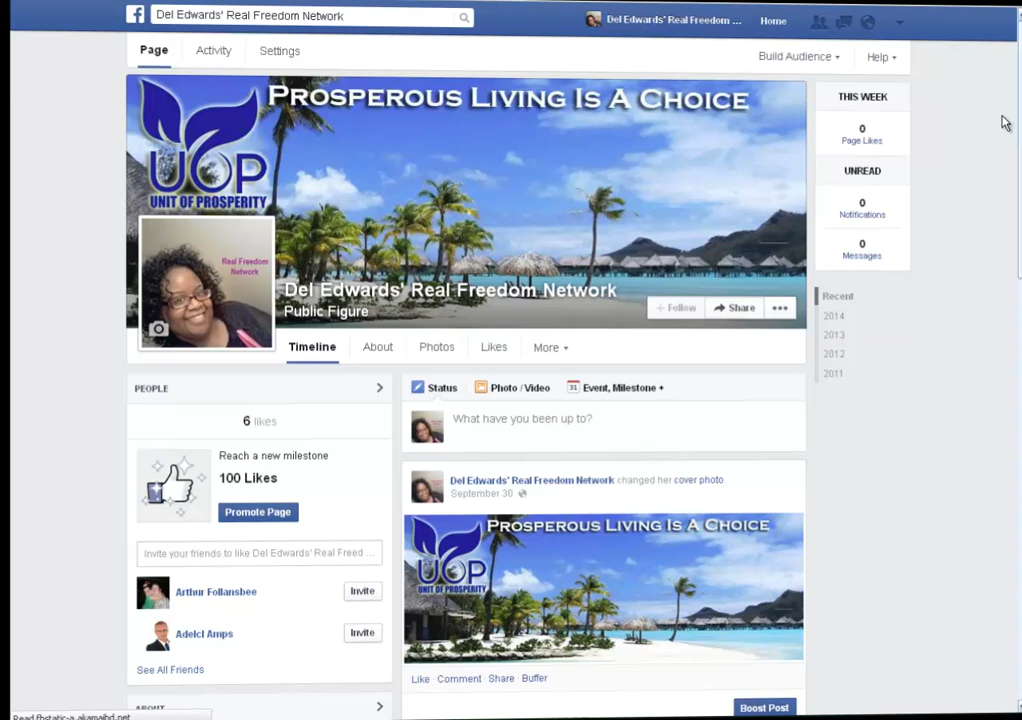 Del Edwards' Real Freedom Network
Del Edwards' Real Freedom ...
Home
Page
Activity
Settings
Build Audience
Help
PROSPEROUS LIVING IS A CHOICE
UOP
UNIT OF PROSPERITY
Real Freedom
Network
Del Edwards' Real Freedom Network
Public Figure
+ Follow
Share
Timeline
About
Photos
Likes
More
THIS WEEK
0
Page Likes
UNREAD
0
Notifications
0
Messages
Recent
2014
2013
2012
2011
PEOPLE
6 likes
Reach a new milestone
100 Likes
Promote Page
Invite your friends to like Del Edwards' Real Freed ...
Arthur Follansbee
Invite
Adelcl Amps
Invite
See All Friends
ABOUT
Status
Photo / Video
31
Event, Milestone +
What have you been up to?
Del Edwards' Real Freedom Network changed her cover photo
September 30
PROSPEROUS LIVING IS A CHOICE
UOP
UNIT OF PROSPERITY
Like · Comment · Share · Buffer
Boost Post
Read fbstatic-a.akamaihd.net